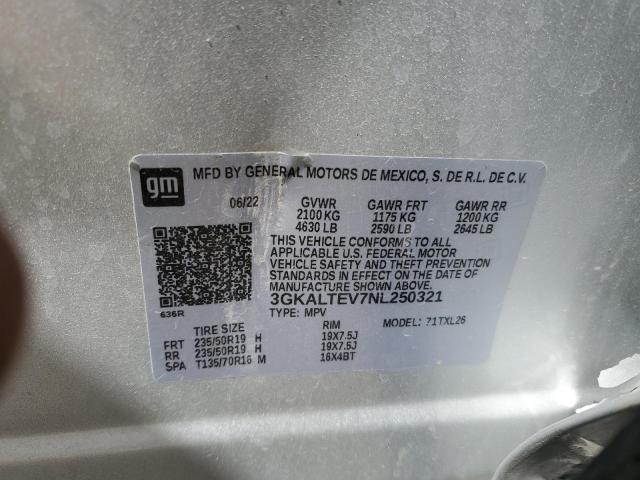 gm
MFD BY GENERAL MOTORS DE MEXICO, S. DE R.L. DE C.V.
06/22 GVWR GAWR FRT GAWR RR
2100 KG 1175 KG 1200 KG
4630 LB 2590 LB 2645 LB
THIS VEHICLE CONFORMS TO ALL
APPLICABLE U.S. FEDERAL MOTOR
VEHICLE SAFETY AND THEFT PREVENTION
STANDARDS IN EFFECT ON THE DATE OF
MANUFACTURE SHOWN ABOVE.
3GKALTEV7NL250321
636R
TYPE: MPV MODEL: 71TXL26
TIRE SIZE RIM
FRT 235/50R19 H 19X7.5J
RR 235/50R19 H 19X7.5J
SPA T135/70R16 M 16X4BT